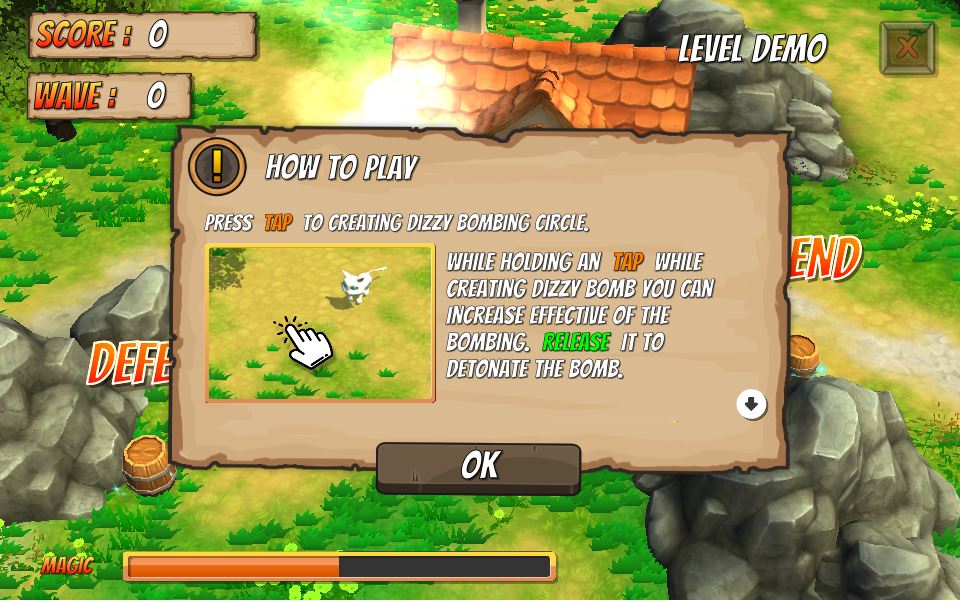 SCORE: 0
LEVEL DEMO
WAVE: 0
HOW TO PLAY
PRESS TAP TO CREATING DIZZY BOMBING CIRCLE.
WHILE HOLDING AN TAP WHILE
CREATING DIZZY BOMB YOU CAN
INCREASE EFFECTIVE OF THE
BOMBING. RELEASE IT TO
DETONATE THE BOMB.
DEFE
END
OK
MAGIC